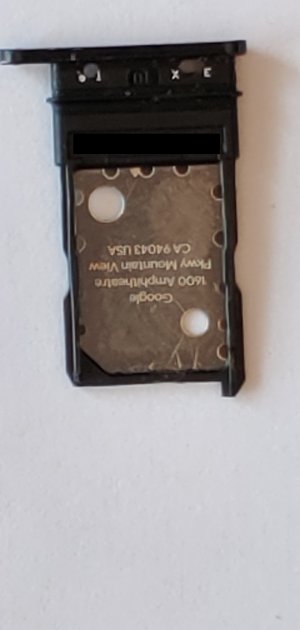 Google
1600 Amphitheatre
Pkwy Mountain View
CA 94043 USA